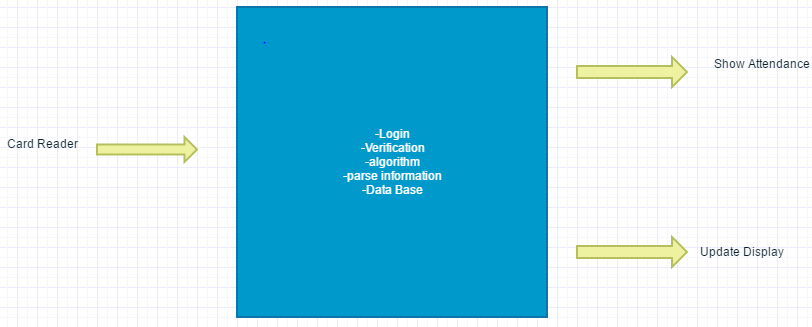 Card Reader
-Login
-Verification
-algorithm
-parse information
-Data Base
Show Attendance
Update Display